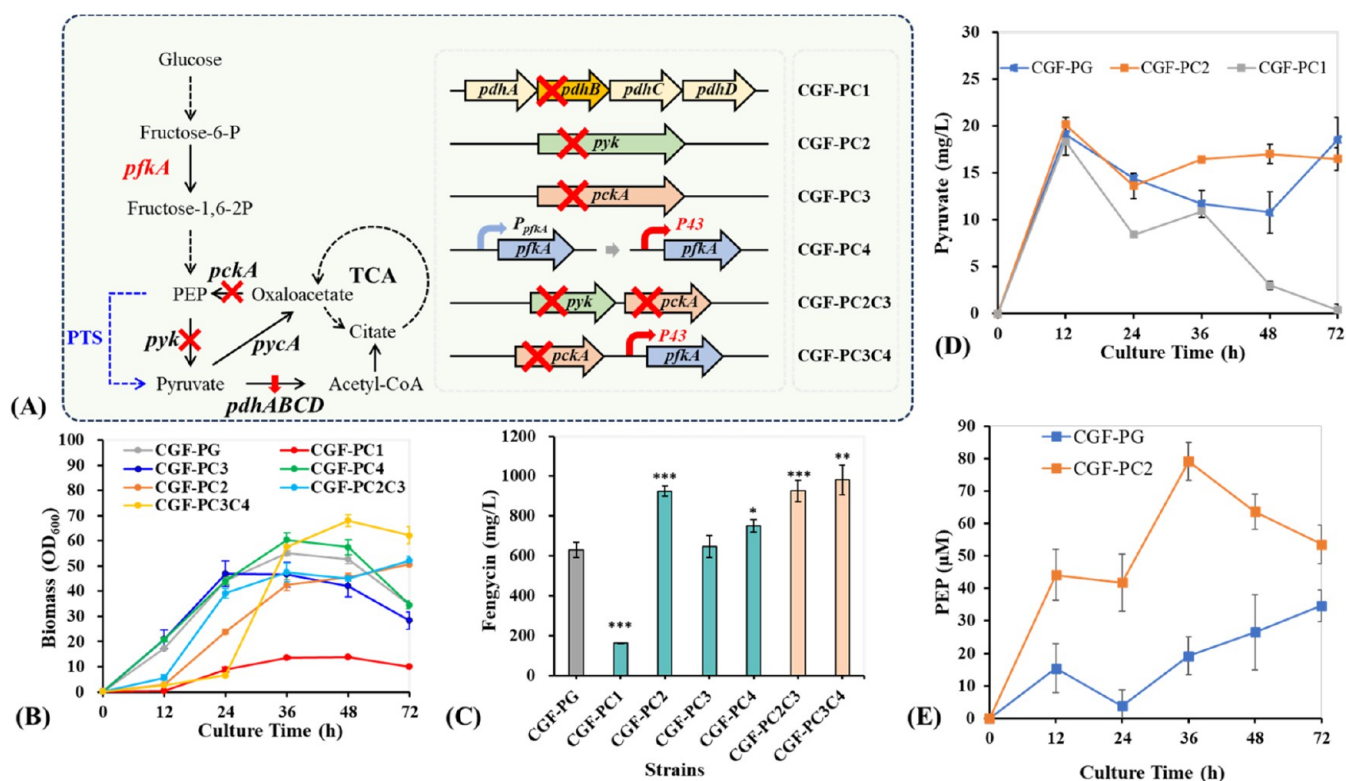 Glucose
Fructose-6-P
pfkA
Fructose-1,6-2P
pckA
PEP
Oxaloacetate
TCA
PTS
pyk
pycA
Citate
Pyruvate
Acetyl-CoA
pdhABCD
(A)
pdhA pdhB pdhC pdhD CGF-PC1
pyk CGF-PC2
pckA CGF-PC3
PpfkA P43
pfkA pfkA CGF-PC4
pyk pckA CGF-PC2C3
P43
pckA pfkA CGF-PC3C4
Pyruvate (mg/L)
30
25
20
15
10
5
0
CGF-PG CGF-PC2 CGF-PC1
0 12 24 36 48 60 72
Culture Time (h)
(D)
Biomass (OD600)
100
90
80
70
60
50
40
30
20
10
0
CGF-PG CGF-PC1
CGF-PC3 CGF-PC4
CGF-PC2 CGF-PC2C3
CGF-PC3C4
0 12 24 36 48 72
Culture Time (h)
(B)
Fengycin (mg/L)
1200
1000
800
600
400
200
0
***
***
*
***
**
CGF-PG
CGF-PC1
CGF-PC2
CGF-PC3
CGF-PC4
CGF-PC2C3
CGF-PC3C4
Strains
(C)
PEP (μM)
90
80
70
60
50
40
30
20
10
0
CGF-PG
CGF-PC2
0 12 24 36 48 72
Culture Time (h)
(E)